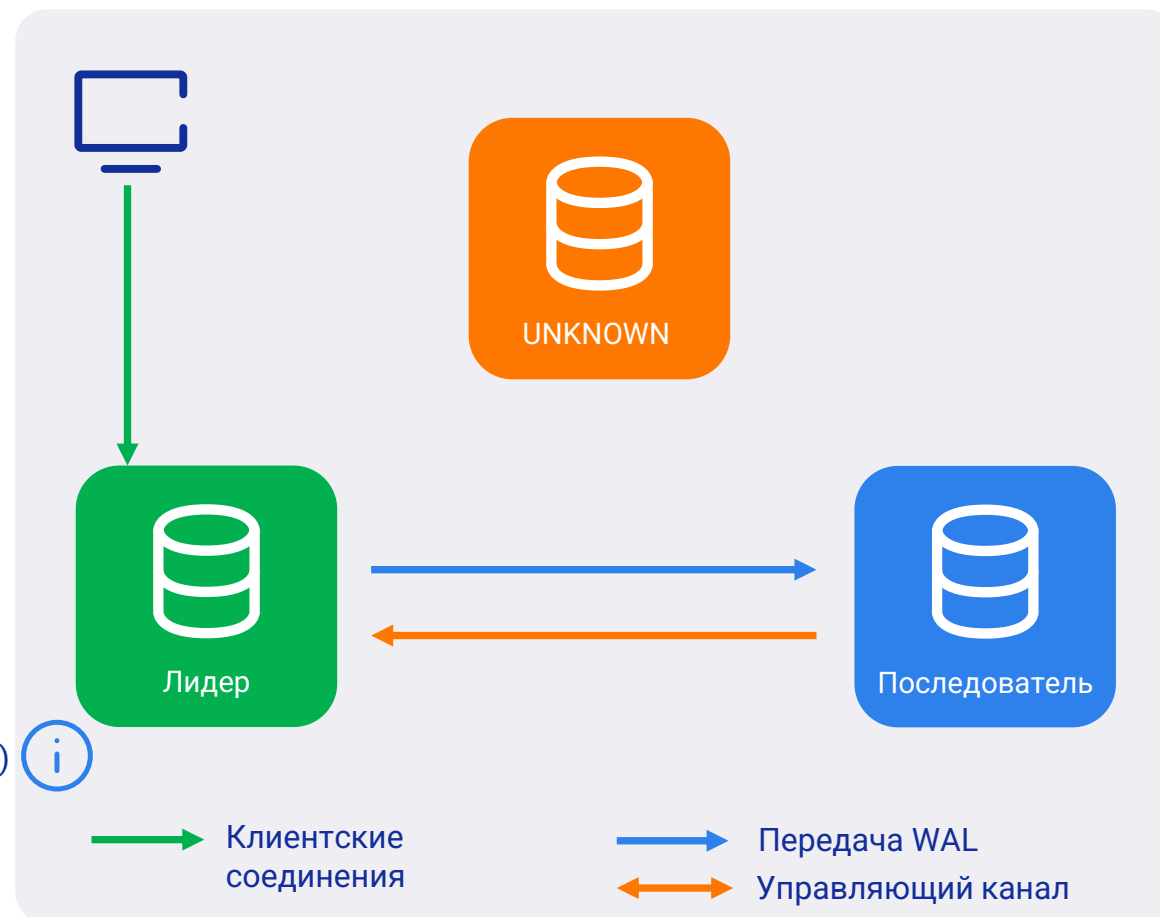 UNKNOWN
Лидер
Последователь
)
i
Клиентские
соединения
Передача WAL
Управляющий канал